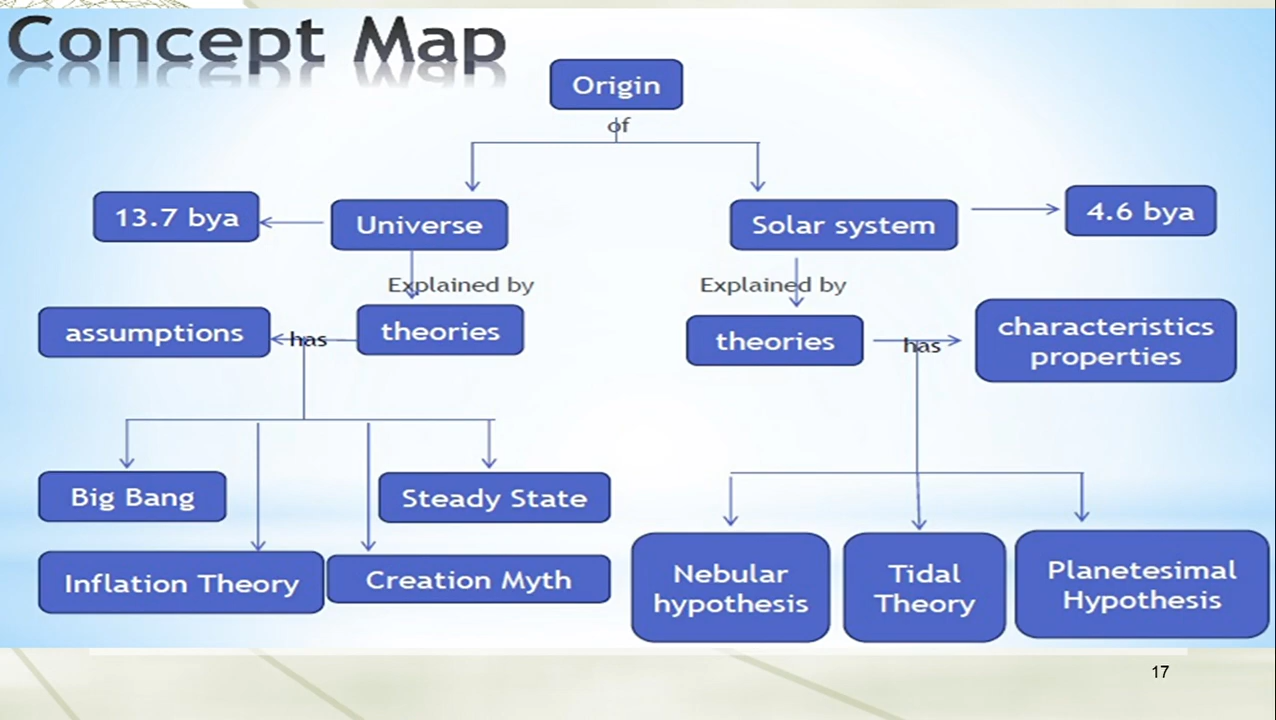 Concept Map
Origin
of
13.7 bya
Universe
Solar system
4.6 bya
Explained by
Explained by
assumptions
has
theories
theories
has
characteristics
properties
Big Bang
Steady State
Inflation Theory
Creation Myth
Nebular
hypothesis
Tidal
Theory
Planetesimal
Hypothesis
17